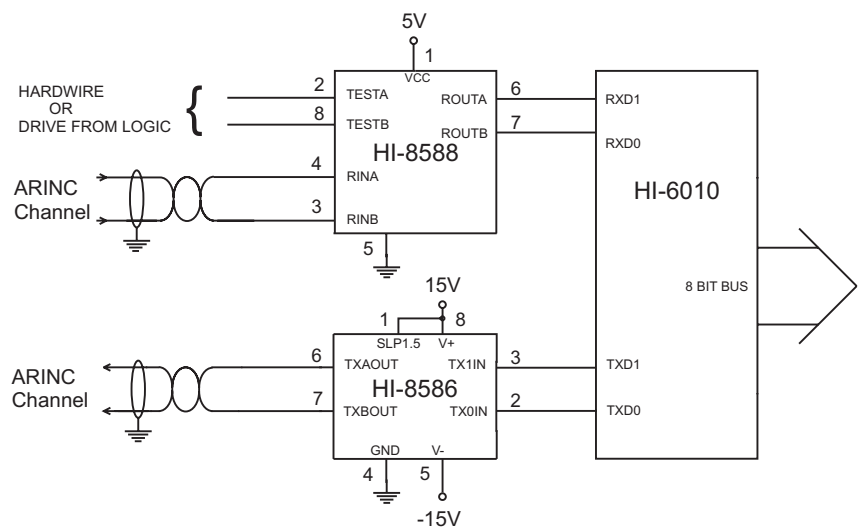 5V
1
VCC
HARDWIRE
OR
DRIVE FROM LOGIC
{
2
TESTA
8
TESTB
ROUTA
6
ROUTB
7
HI-8588
RXD1
RXD0
HI-6010
ARINC
Channel
4
RINA
3
RINB
5
8 BIT BUS
15V
1
8
SLP1.5
V+
ARINC
Channel
6
TXAOUT
7
TXBOUT
TX1IN
3
TX0IN
2
HI-8586
TXD1
TXD0
GND
V-
4
5
-15V